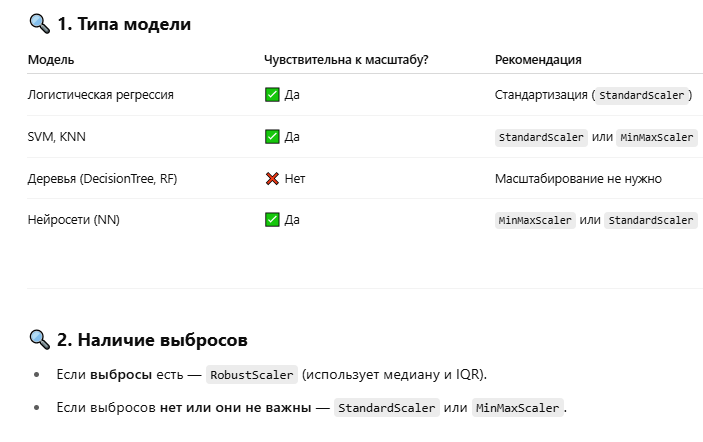 🔍 1. Типа модели
Модель Чувствительна к масштабу? Рекомендация
Логистическая регрессия ✅ Да Стандартизация (StandardScaler)
SVM, KNN ✅ Да StandardScaler или MinMaxScaler
Деревья (DecisionTree, RF) ❌ Нет Масштабирование не нужно
Нейросети (NN) ✅ Да MinMaxScaler или StandardScaler
🔍 2. Наличие выбросов
• Если выбросы есть — RobustScaler (использует медиану и IQR).
• Если выбросов нет или они не важны — StandardScaler или MinMaxScaler.